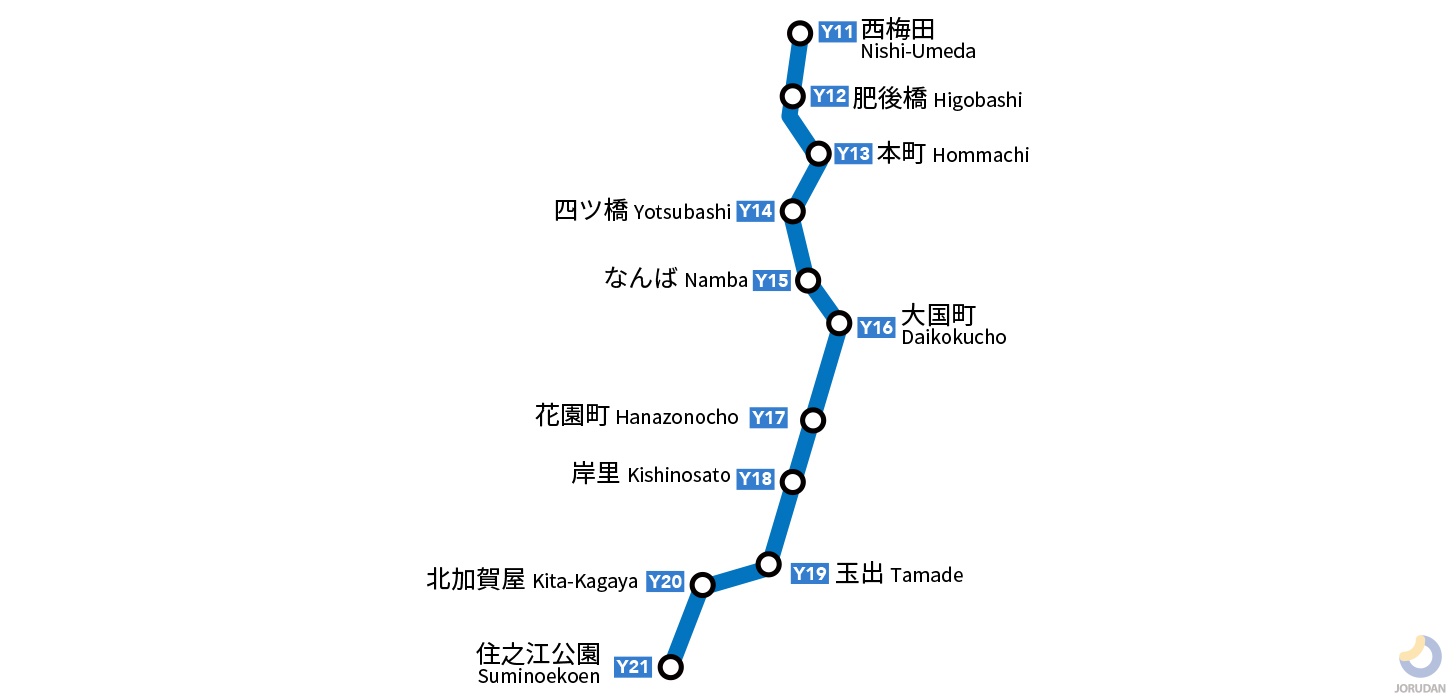 Y11 西梅田
Nishi-Umeda
Y12 肥後橋 Higobashi
Y13 本町 Hommachi
四ツ橋 Yotsubashi Y14
なんば Namba Y15
Y16 大国町
Daikokucho
花園町 Hanazonocho Y17
岸里 Kishinosato Y18
Y19 玉出 Tamade
北加賀屋 Kita-Kagaya Y20
住之江公園 Y21
Suminoekoen
JORUDAN